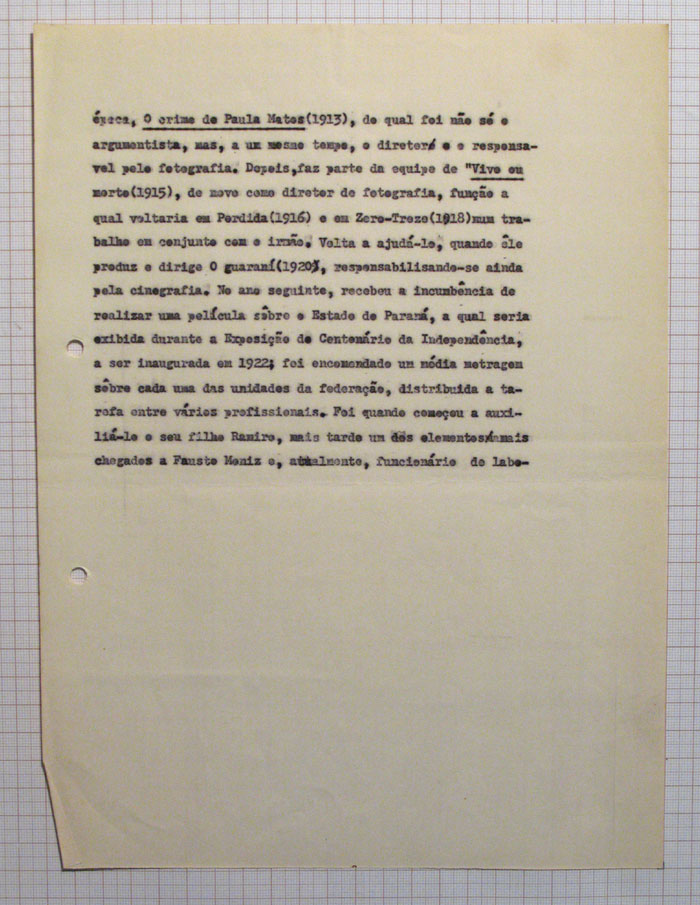 época, O crime de Paula Matos(1913), do qual foi não só o
argumentista, mas, a um mesmo tempo, o diretor e o responsa-
vel pelo fotografia. Depois,faz parte da equipe de "Vivo ou
morto(1915), de novo como diretor de fotografia, função a
qual voltaria em Perdida(1916) e em Zero-Treze(1918)num tra-
balho em conjunto com o irmão. Volta a ajudá-lo, quando êle
produz e dirige O guaraní(1920), responsabilisando-se ainda
pela cinegrafia. No ano seguinte, recebeu a incumbência de
realizar uma película sôbre o Estado do Paraná, a qual seria
exibida durante a Exposição do Centenário da Independência,
a ser inaugurada em 1922; foi encomendado um média metragem
sôbre cada uma das unidades da federação, distribuida a ta-
refa entre vários profissionais. Foi quando começou a auxi-
liá-lo o seu filho Ramiro, mais tarde um dos elementos mais
chegados a Fausto Moniz e, atualmente, funcionário do labo-